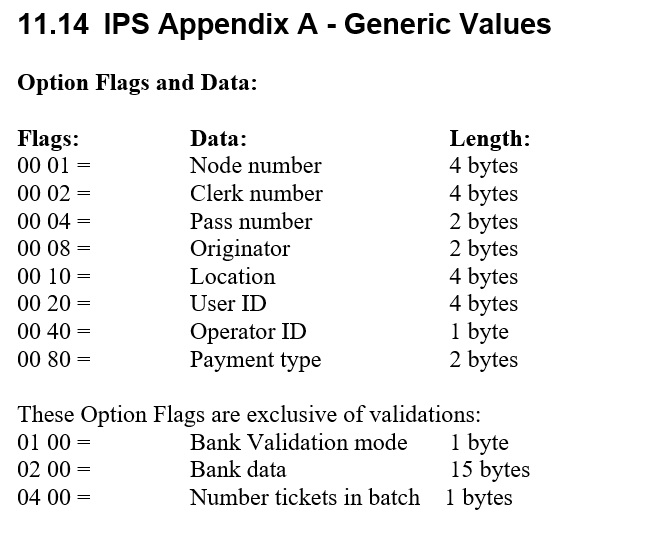 11.14 IPS Appendix A - Generic Values
Option Flags and Data:
Flags: Data: Length:
00 01 = Node number 4 bytes
00 02 = Clerk number 4 bytes
00 04 = Pass number 2 bytes
00 08 = Originator 2 bytes
00 10 = Location 4 bytes
00 20 = User ID 4 bytes
00 40 = Operator ID 1 byte
00 80 = Payment type 2 bytes
These Option Flags are exclusive of validations:
01 00 = Bank Validation mode 1 byte
02 00 = Bank data 15 bytes
04 00 = Number tickets in batch 1 bytes